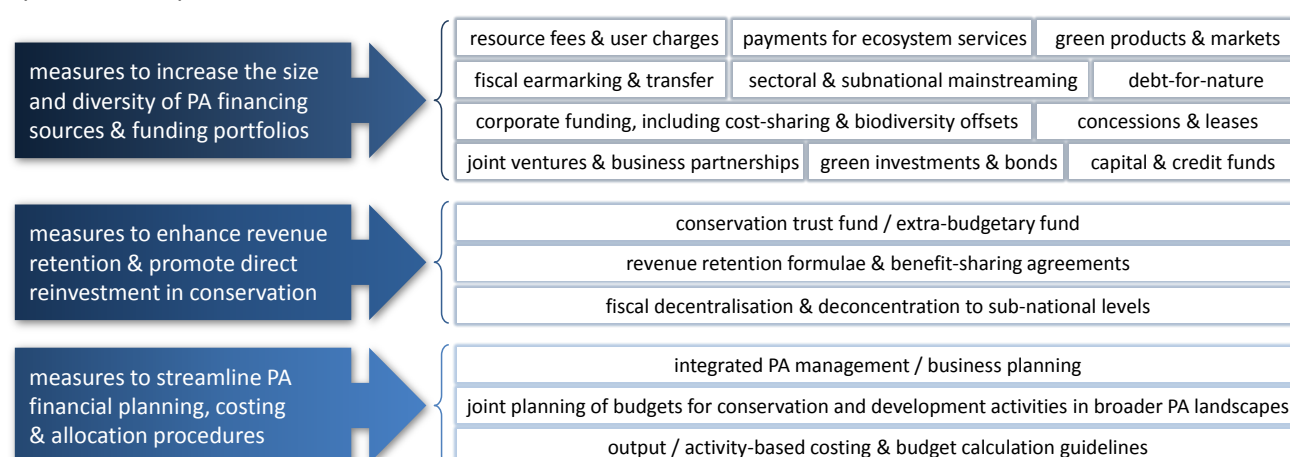 measures to increase the size
and diversity of PA financing
sources & funding portfolios
resource fees & user charges
payments for ecosystem services
green products & markets
fiscal earmarking & transfer
sectoral & subnational mainstreaming
debt-for-nature
corporate funding, including cost-sharing & biodiversity offsets
concessions & leases
joint ventures & business partnerships
green investments & bonds
capital & credit funds
measures to enhance revenue
retention & promote direct
reinvestment in conservation
conservation trust fund / extra-budgetary fund
revenue retention formulae & benefit-sharing agreements
fiscal decentralisation & deconcentration to sub-national levels
measures to streamline PA
financial planning, costing
& allocation procedures
integrated PA management / business planning
joint planning of budgets for conservation and development activities in broader PA landscapes
output / activity-based costing & budget calculation guidelines